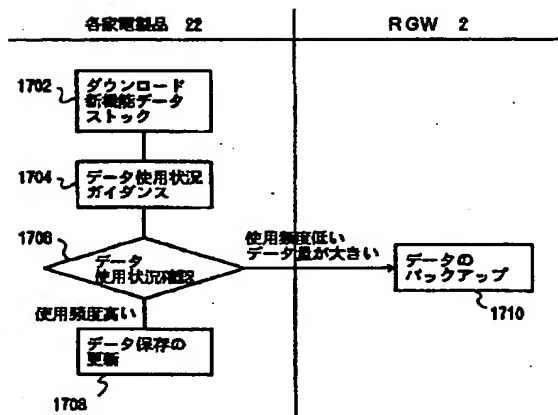 各家電製品 22
RGW 2
1702
ダウンロード
新機能データ
ストック
1704
データ使用状況
ガイダンス
1706
データ
使用状況確認
使用頻度低い
データ量が大きい
データの
バックアップ
1710
使用頻度高い
データ保存の
更新
1708